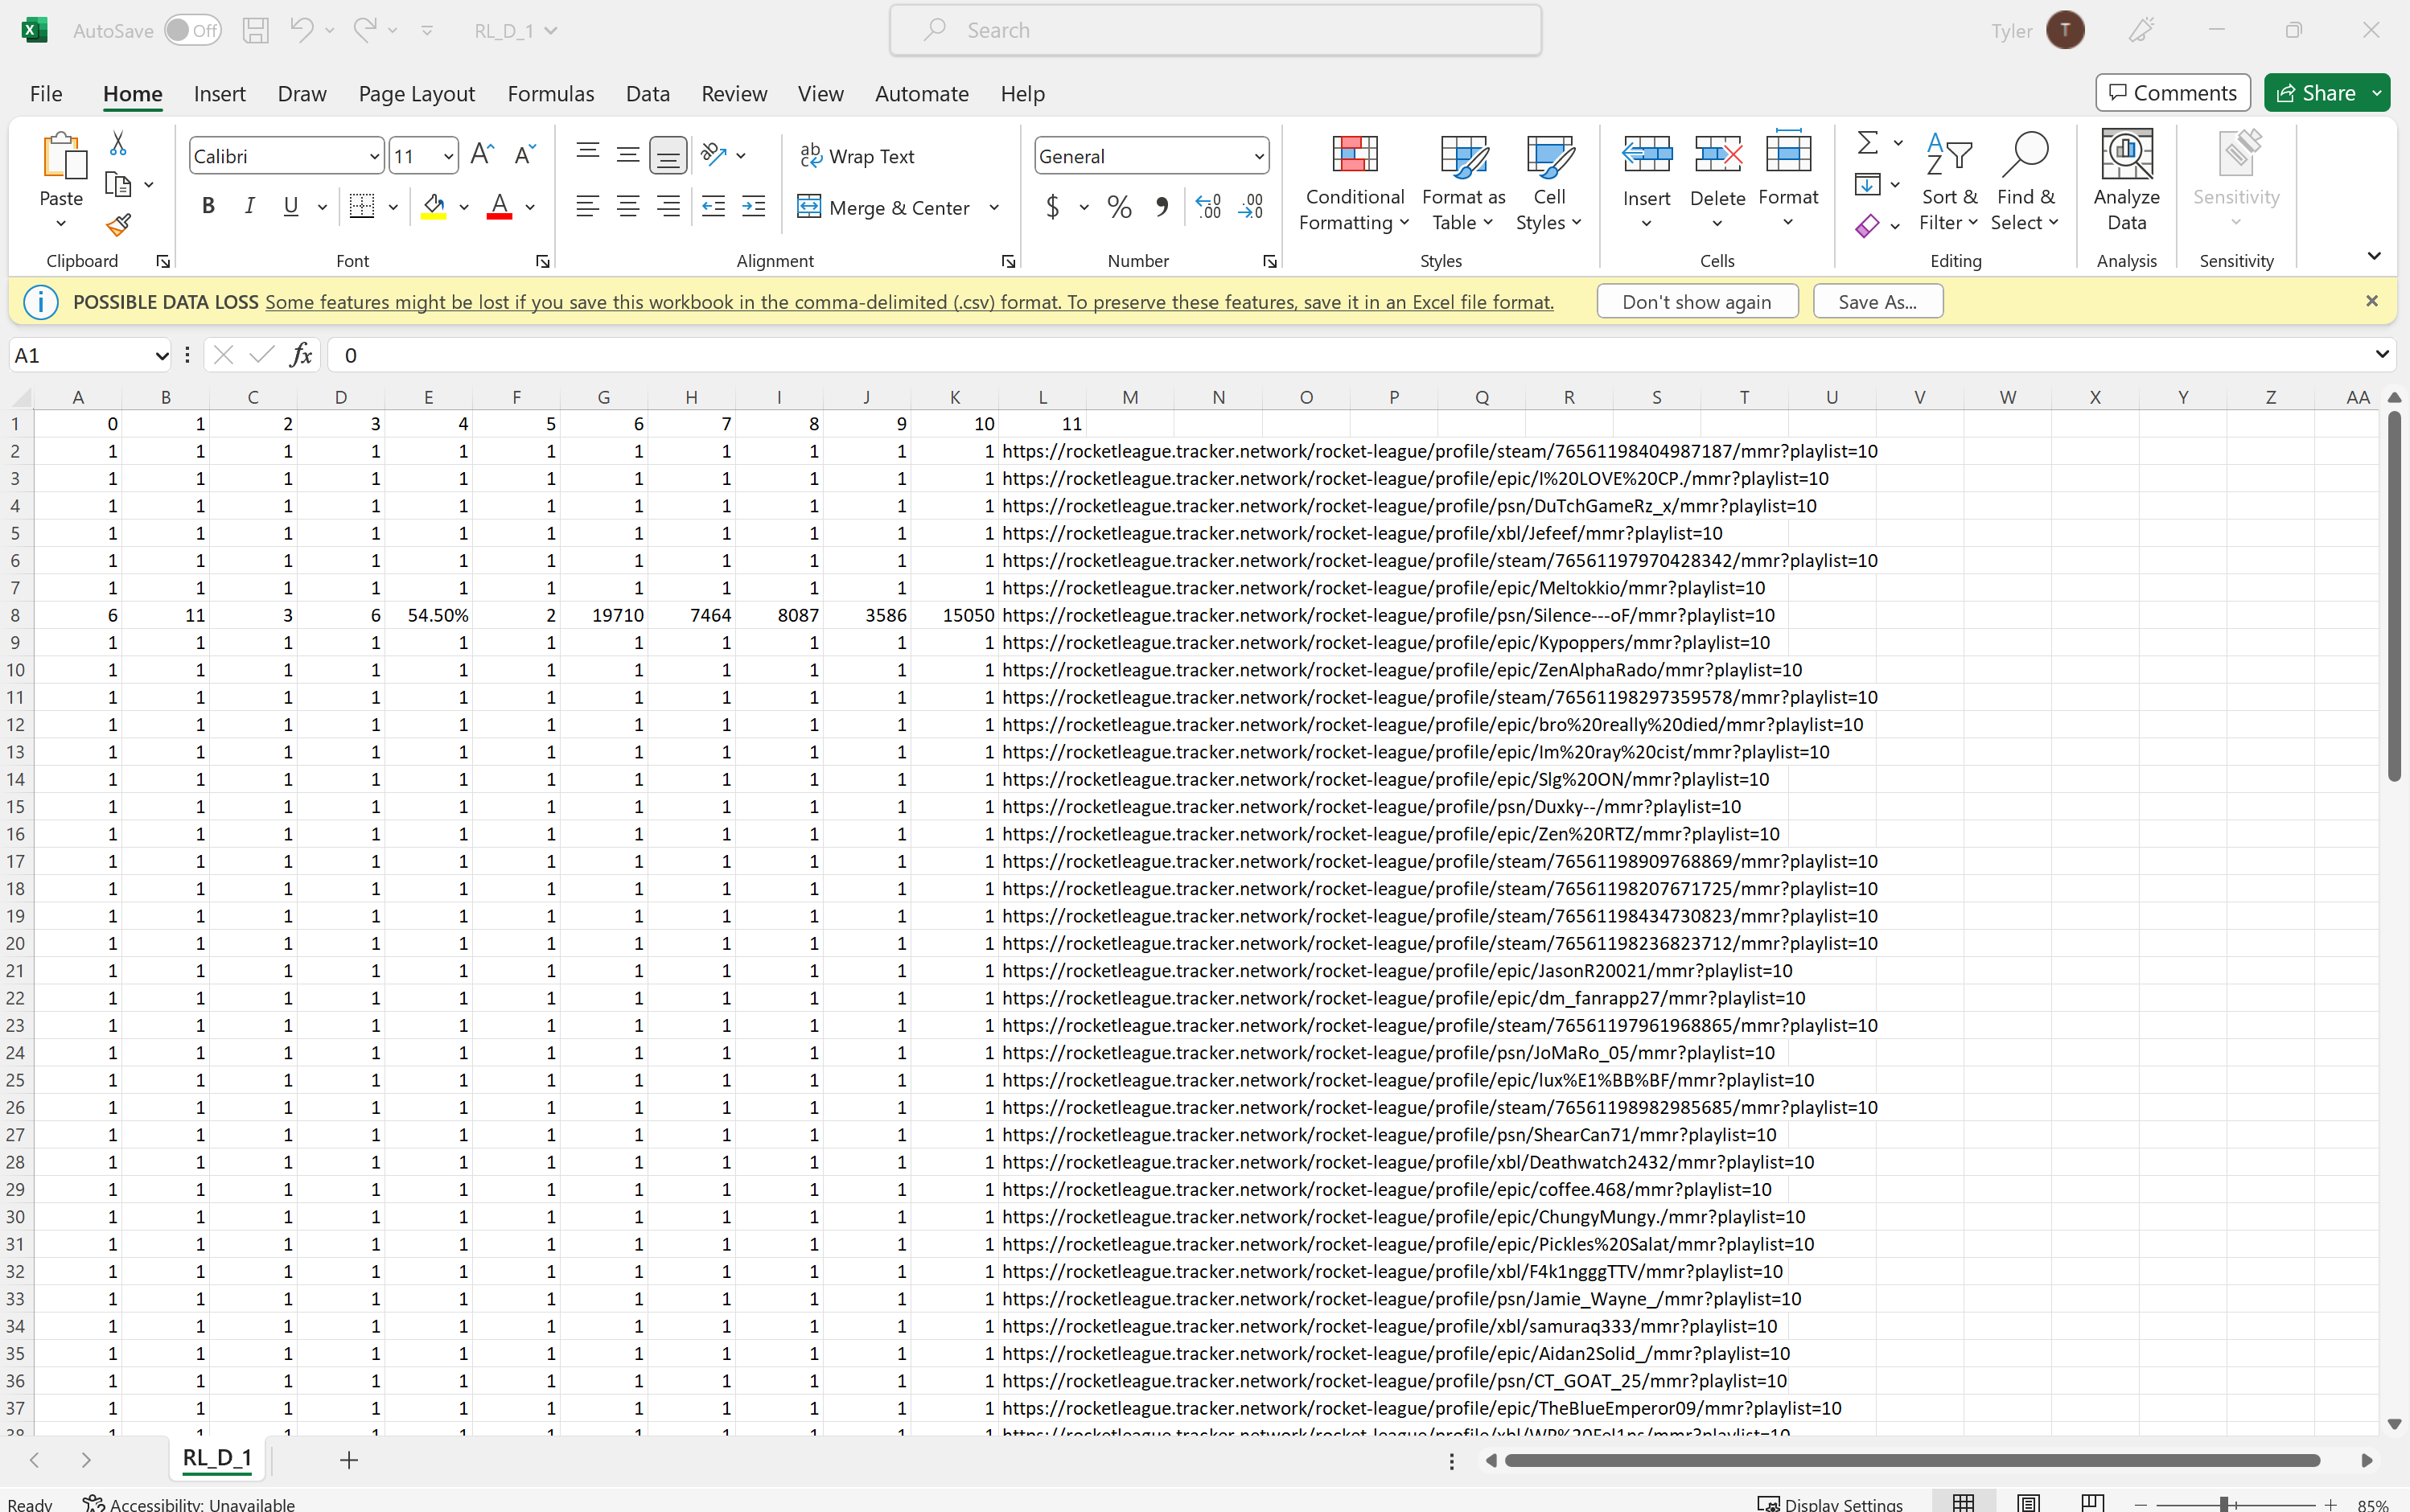 AutoSave Off RL_D_1 Search Tyler T
File Home Insert Draw Page Layout Formulas Data Review View Automate Help Comments Share
Paste Calibri 11 Wrap Text General Conditional Formatting Format as Table Cell Styles Insert Delete Format Sort & Filter Find & Select Analyze Data Sensitivity
B I U A Merge & Center $ % 9
Clipboard Font Alignment Number Styles Cells Editing Analysis Sensitivity
POSSIBLE DATA LOSS Some features might be lost if you save this workbook in the comma-delimited (.csv) format. To preserve these features, save it in an Excel file format. Don't show again Save As...
A1 fx 0
A B C D E F G H I J K L M N O P Q R S T U V W X Y Z AA
1 0 1 2 3 4 5 6 7 8 9 10 11
2 1 1 1 1 1 1 1 1 1 1 1 https://rocketleague.tracker.network/rocket-league/profile/steam/76561198404987187/mmr?playlist=10
3 1 1 1 1 1 1 1 1 1 1 1 https://rocketleague.tracker.network/rocket-league/profile/epic/I%20LOVE%20CP./mmr?playlist=10
4 1 1 1 1 1 1 1 1 1 1 1 https://rocketleague.tracker.network/rocket-league/profile/psn/DuTchGameRz_x/mmr?playlist=10
5 1 1 1 1 1 1 1 1 1 1 1 https://rocketleague.tracker.network/rocket-league/profile/xbl/Jefeef/mmr?playlist=10
6 1 1 1 1 1 1 1 1 1 1 1 https://rocketleague.tracker.network/rocket-league/profile/steam/76561197970428342/mmr?playlist=10
7 1 1 1 1 1 1 1 1 1 1 1 https://rocketleague.tracker.network/rocket-league/profile/epic/Meltokkio/mmr?playlist=10
8 6 11 3 6 54.50% 2 19710 7464 8087 3586 15050 https://rocketleague.tracker.network/rocket-league/profile/psn/Silence---oF/mmr?playlist=10
9 1 1 1 1 1 1 1 1 1 1 1 https://rocketleague.tracker.network/rocket-league/profile/epic/Kypoppers/mmr?playlist=10
10 1 1 1 1 1 1 1 1 1 1 1 https://rocketleague.tracker.network/rocket-league/profile/epic/ZenAlphaRado/mmr?playlist=10
11 1 1 1 1 1 1 1 1 1 1 1 https://rocketleague.tracker.network/rocket-league/profile/steam/76561198297359578/mmr?playlist=10
12 1 1 1 1 1 1 1 1 1 1 1 https://rocketleague.tracker.network/rocket-league/profile/epic/bro%20really%20died/mmr?playlist=10
13 1 1 1 1 1 1 1 1 1 1 1 https://rocketleague.tracker.network/rocket-league/profile/epic/Im%20ray%20cist/mmr?playlist=10
14 1 1 1 1 1 1 1 1 1 1 1 https://rocketleague.tracker.network/rocket-league/profile/epic/Slg%20ON/mmr?playlist=10
15 1 1 1 1 1 1 1 1 1 1 1 https://rocketleague.tracker.network/rocket-league/profile/psn/Duxky--/mmr?playlist=10
16 1 1 1 1 1 1 1 1 1 1 1 https://rocketleague.tracker.network/rocket-league/profile/epic/Zen%20RTZ/mmr?playlist=10
17 1 1 1 1 1 1 1 1 1 1 1 https://rocketleague.tracker.network/rocket-league/profile/steam/76561198909768869/mmr?playlist=10
18 1 1 1 1 1 1 1 1 1 1 1 https://rocketleague.tracker.network/rocket-league/profile/steam/76561198207671725/mmr?playlist=10
19 1 1 1 1 1 1 1 1 1 1 1 https://rocketleague.tracker.network/rocket-league/profile/steam/76561198434730823/mmr?playlist=10
20 1 1 1 1 1 1 1 1 1 1 1 https://rocketleague.tracker.network/rocket-league/profile/steam/76561198236823712/mmr?playlist=10
21 1 1 1 1 1 1 1 1 1 1 1 https://rocketleague.tracker.network/rocket-league/profile/epic/JasonR20021/mmr?playlist=10
22 1 1 1 1 1 1 1 1 1 1 1 https://rocketleague.tracker.network/rocket-league/profile/epic/dm_fanrapp27/mmr?playlist=10
23 1 1 1 1 1 1 1 1 1 1 1 https://rocketleague.tracker.network/rocket-league/profile/steam/76561197961968865/mmr?playlist=10
24 1 1 1 1 1 1 1 1 1 1 1 https://rocketleague.tracker.network/rocket-league/profile/psn/JoMaRo_05/mmr?playlist=10
25 1 1 1 1 1 1 1 1 1 1 1 https://rocketleague.tracker.network/rocket-league/profile/epic/lux%E1%BB%BF/mmr?playlist=10
26 1 1 1 1 1 1 1 1 1 1 1 https://rocketleague.tracker.network/rocket-league/profile/steam/76561198982985685/mmr?playlist=10
27 1 1 1 1 1 1 1 1 1 1 1 https://rocketleague.tracker.network/rocket-league/profile/psn/ShearCan71/mmr?playlist=10
28 1 1 1 1 1 1 1 1 1 1 1 https://rocketleague.tracker.network/rocket-league/profile/xbl/Deathwatch2432/mmr?playlist=10
29 1 1 1 1 1 1 1 1 1 1 1 https://rocketleague.tracker.network/rocket-league/profile/epic/coffee.468/mmr?playlist=10
30 1 1 1 1 1 1 1 1 1 1 1 https://rocketleague.tracker.network/rocket-league/profile/epic/ChungyMungy./mmr?playlist=10
31 1 1 1 1 1 1 1 1 1 1 1 https://rocketleague.tracker.network/rocket-league/profile/epic/Pickles%20Salat/mmr?playlist=10
32 1 1 1 1 1 1 1 1 1 1 1 https://rocketleague.tracker.network/rocket-league/profile/xbl/F4k1ngggTTV/mmr?playlist=10
33 1 1 1 1 1 1 1 1 1 1 1 https://rocketleague.tracker.network/rocket-league/profile/psn/Jamie_Wayne_/mmr?playlist=10
34 1 1 1 1 1 1 1 1 1 1 1 https://rocketleague.tracker.network/rocket-league/profile/xbl/samuraq333/mmr?playlist=10
35 1 1 1 1 1 1 1 1 1 1 1 https://rocketleague.tracker.network/rocket-league/profile/epic/Aidan2Solid_/mmr?playlist=10
36 1 1 1 1 1 1 1 1 1 1 1 https://rocketleague.tracker.network/rocket-league/profile/psn/CT_GOAT_25/mmr?playlist=10
37 1 1 1 1 1 1 1 1 1 1 1 https://rocketleague.tracker.network/rocket-league/profile/epic/TheBlueEmperor09/mmr?playlist=10
RL_D_1
Ready Accessibility: Unavailable Display Settings 85%